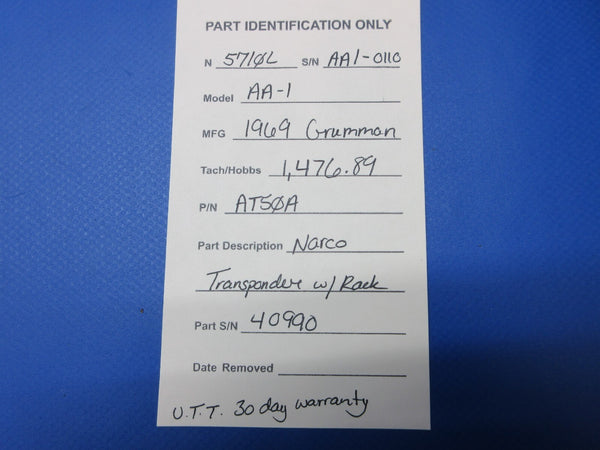 PART IDENTIFICATION ONLY
N 5710L S/N AA1-0110
Model AA-1
MFG 1969 Grumman
Tach/Hobbs 1,476.89
P/N AT50A
Part Description Narco
Transponder w/ Rack
Part S/N 40990
Date Removed
U.T.T. 30 day warranty